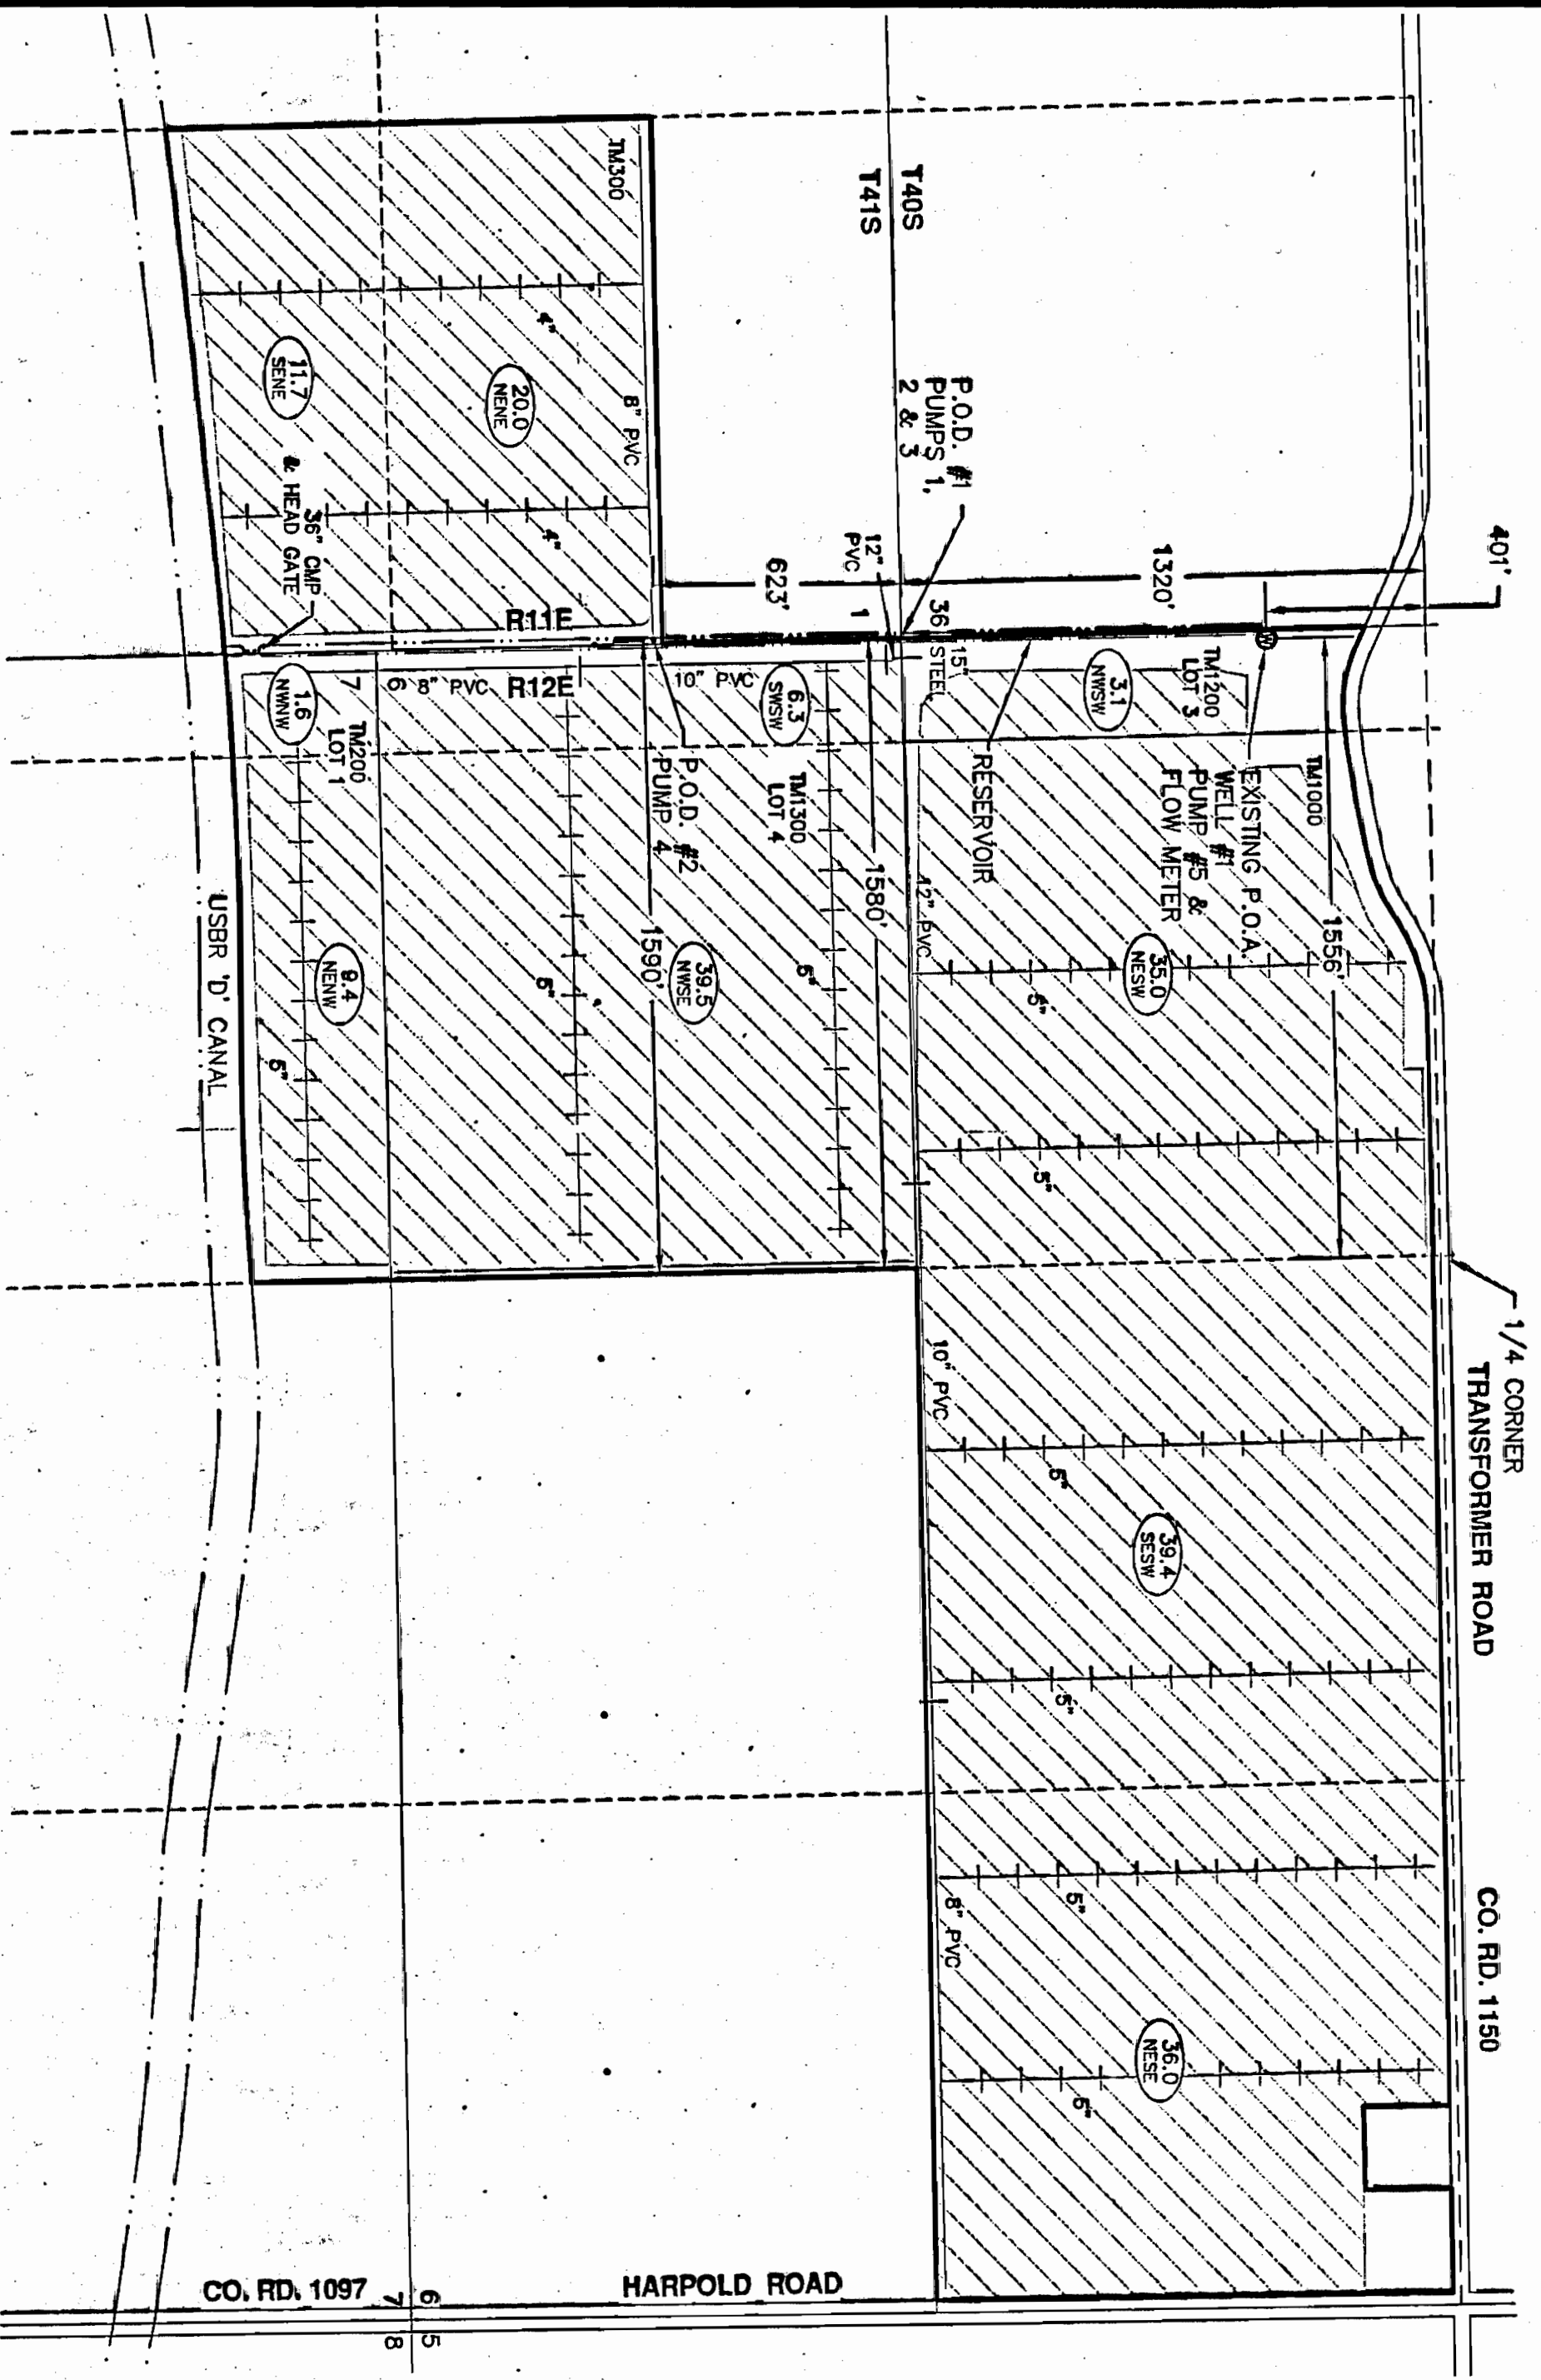 401'
1/4 CORNER
TRANSFORMER ROAD
CO. RD. 1150
T40S
T41S
P.O.D. #1
PUMPS 1,
2 & 3
12"
PVC
1320'
623'
1
36
15"
STEEL
TM1200
LOT 3
3.1
NWSW
TM1000
EXISTING P.O.A.
WELL #1
PUMP #5 &
FLOW METER
W
1556'
RESERVOIR
35.0
NESW
12" PVC
5"
5"
10" PVC
5"
39.4
SESW
5"
8" PVC
5"
36.0
NESE
5"
TM300
8" PVC
4"
20.0
NENE
4"
11.7
SENE
36" CMP
& HEAD GATE
R11E
R12E
10" PVC
6.3
SWSW
TM1300
LOT 4
1580'
5"
P.O.D. #2
PUMP 4
1590'
39.5
NWSE
5"
8" PVC
6
7
TM200
LOT 1
1.6
NWNW
9.4
NENW
5"
USBR 'D' CANAL
HARPOLD ROAD
CO. RD. 1097
6
5
7
8